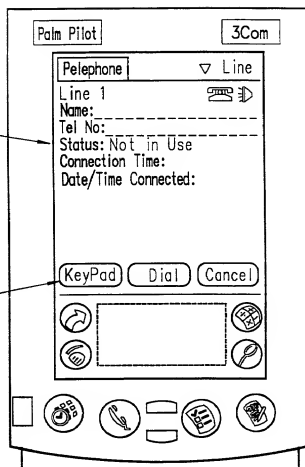 Palm Pilot 3Com
Pelephone ▽ Line
Line 1
Name:
Tel No:
Status: Not in Use
Connection Time:
Date/Time Connected:
KeyPad Dial Cancel